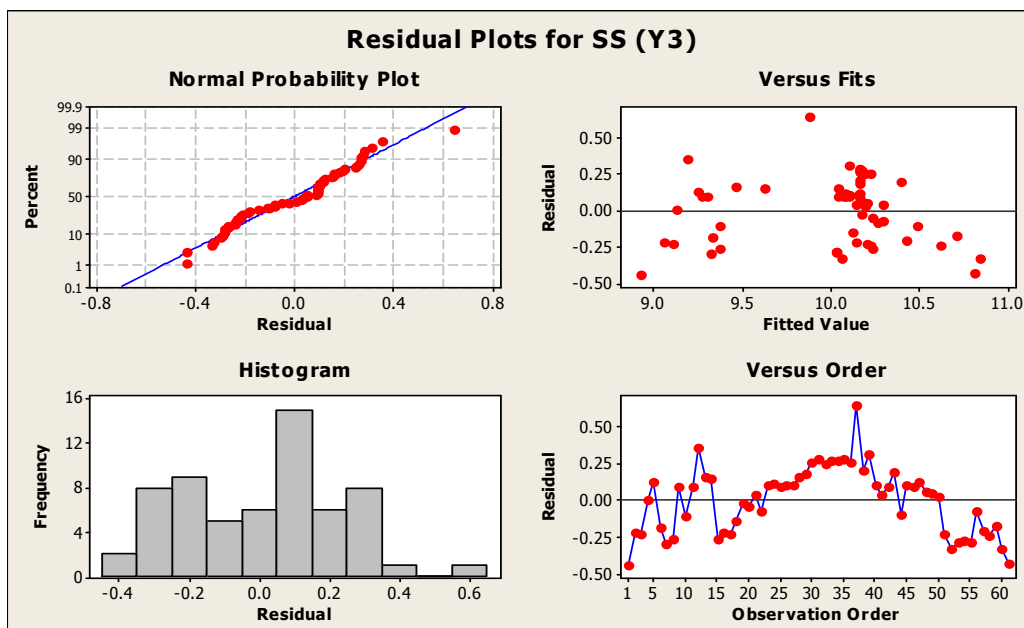 Residual Plots for SS (Y3)
Normal Probability Plot
99.9
99
90
50
10
1
0.1
Percent
-0.8 -0.4 0.0 0.4 0.8
Residual
Versus Fits
0.50
0.25
0.00
-0.25
-0.50
Residual
9.0 9.5 10.0 10.5 11.0
Fitted Value
Histogram
16
12
8
4
0
Frequency
-0.4 -0.2 0.0 0.2 0.4 0.6
Residual
Versus Order
0.50
0.25
0.00
-0.25
-0.50
Residual
1 5 10 15 20 25 30 35 40 45 50 55 60
Observation Order